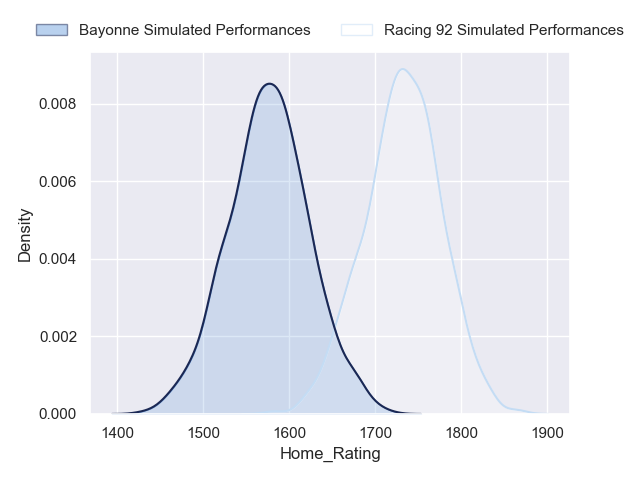 Bayonne Simulated Performances
Racing 92 Simulated Performances
0.008
0.006
0.004
0.002
0.000
Density
1400
1500
1600
1700
1800
1900
Home_Rating